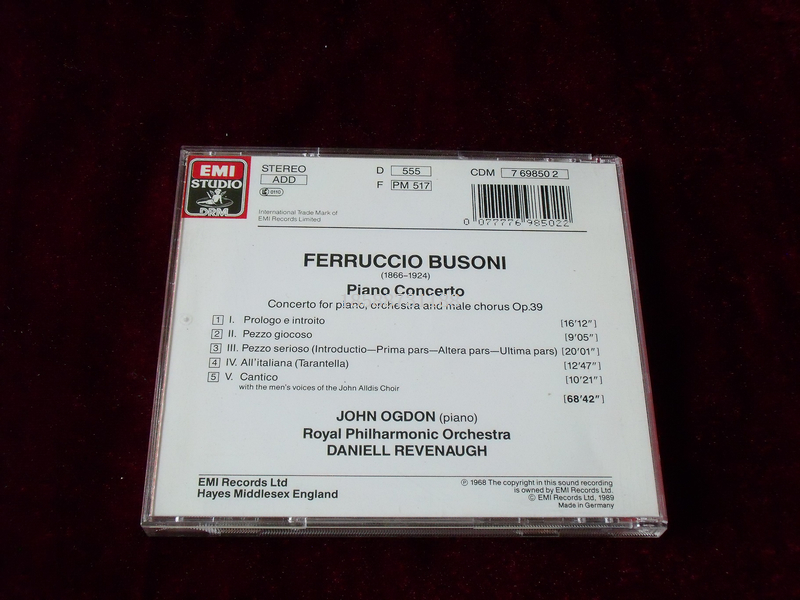 EMI
STUDIO
DRM
STEREO
ADD
0110
D 555
F PM 517
CDM 7 69850 2
0 077776 985022
International Trade Mark of
EMI Records Limited
FERRUCCIO BUSONI
(1866–1924)
Piano Concerto
Concerto for piano, orchestra and male chorus Op.39
1 I. Prologo e introito [16'12"]
2 II. Pezzo giocoso [9'05"]
3 III. Pezzo serioso (Introductio—Prima pars—Altera pars—Ultima pars) [20'01"]
4 IV. All'italiana (Tarantella) [12'47"]
5 V. Cantico [10'21"]
with the men's voices of the John Alldis Choir
[68'42"]
JOHN OGDON (piano)
Royal Philharmonic Orchestra
DANIELL REVENAUGH
EMI Records Ltd
Hayes Middlesex England
℗ 1968 The copyright in this sound recording
is owned by EMI Records Ltd.
© EMI Records Ltd, 1989
Made in Germany